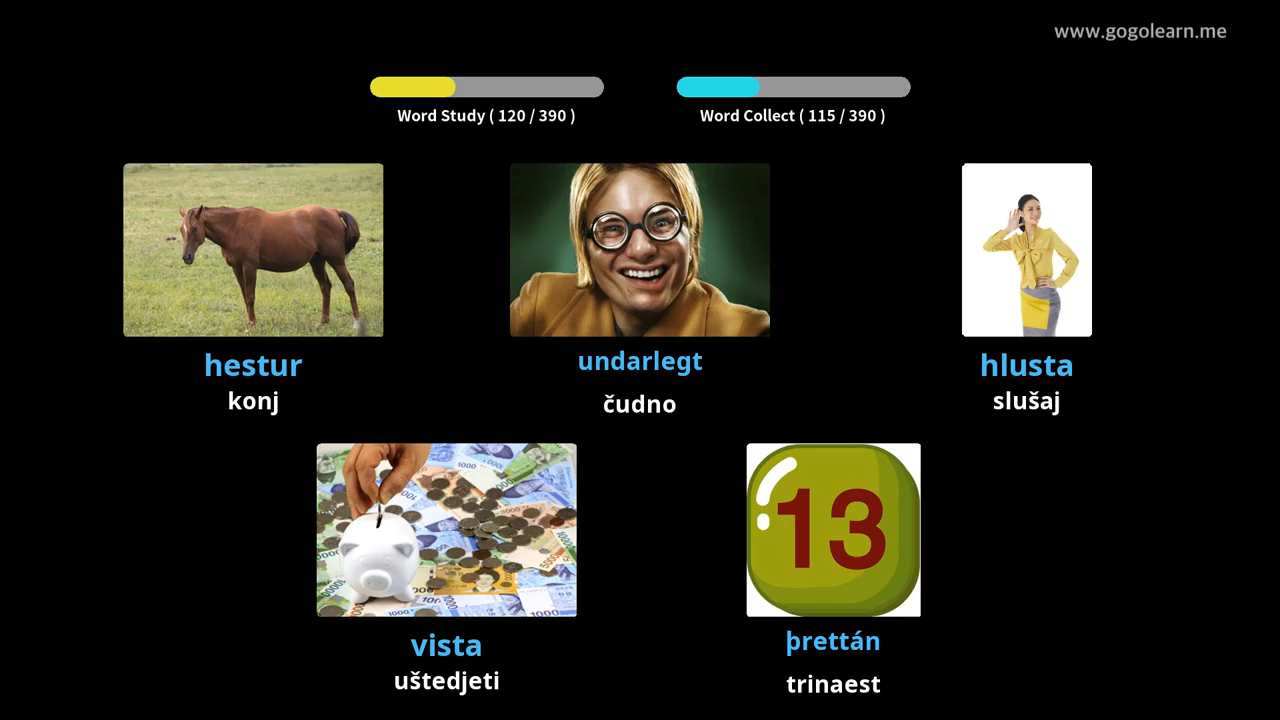 www.gogolearn.me
Word Study ( 120 / 390 )
Word Collect ( 115 / 390 )
hestur
konj
undarlegt
čudno
hlusta
slušaj
13
vista
uštedjeti
þrettán
trinaest